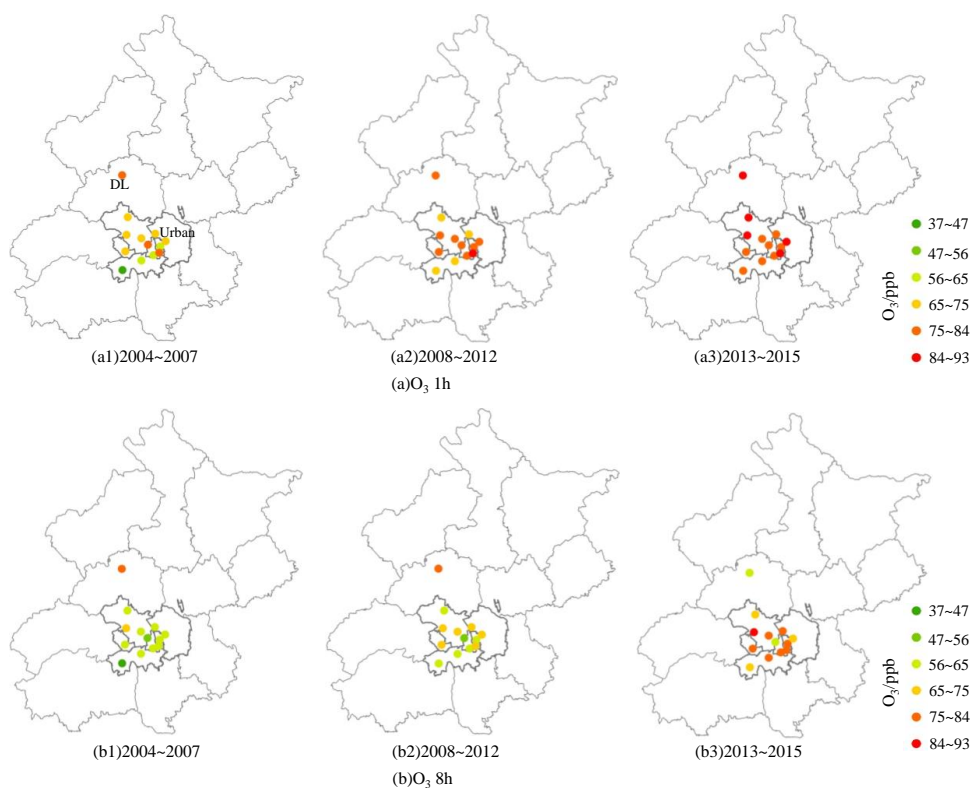 DL
Urban
O3/ppb
37~47
47~56
56~65
65~75
75~84
84~93
(a1)2004~2007
(a2)2008~2012
(a3)2013~2015
(a)O3 1h
O3/ppb
37~47
47~56
56~65
65~75
75~84
84~93
(b1)2004~2007
(b2)2008~2012
(b3)2013~2015
(b)O3 8h